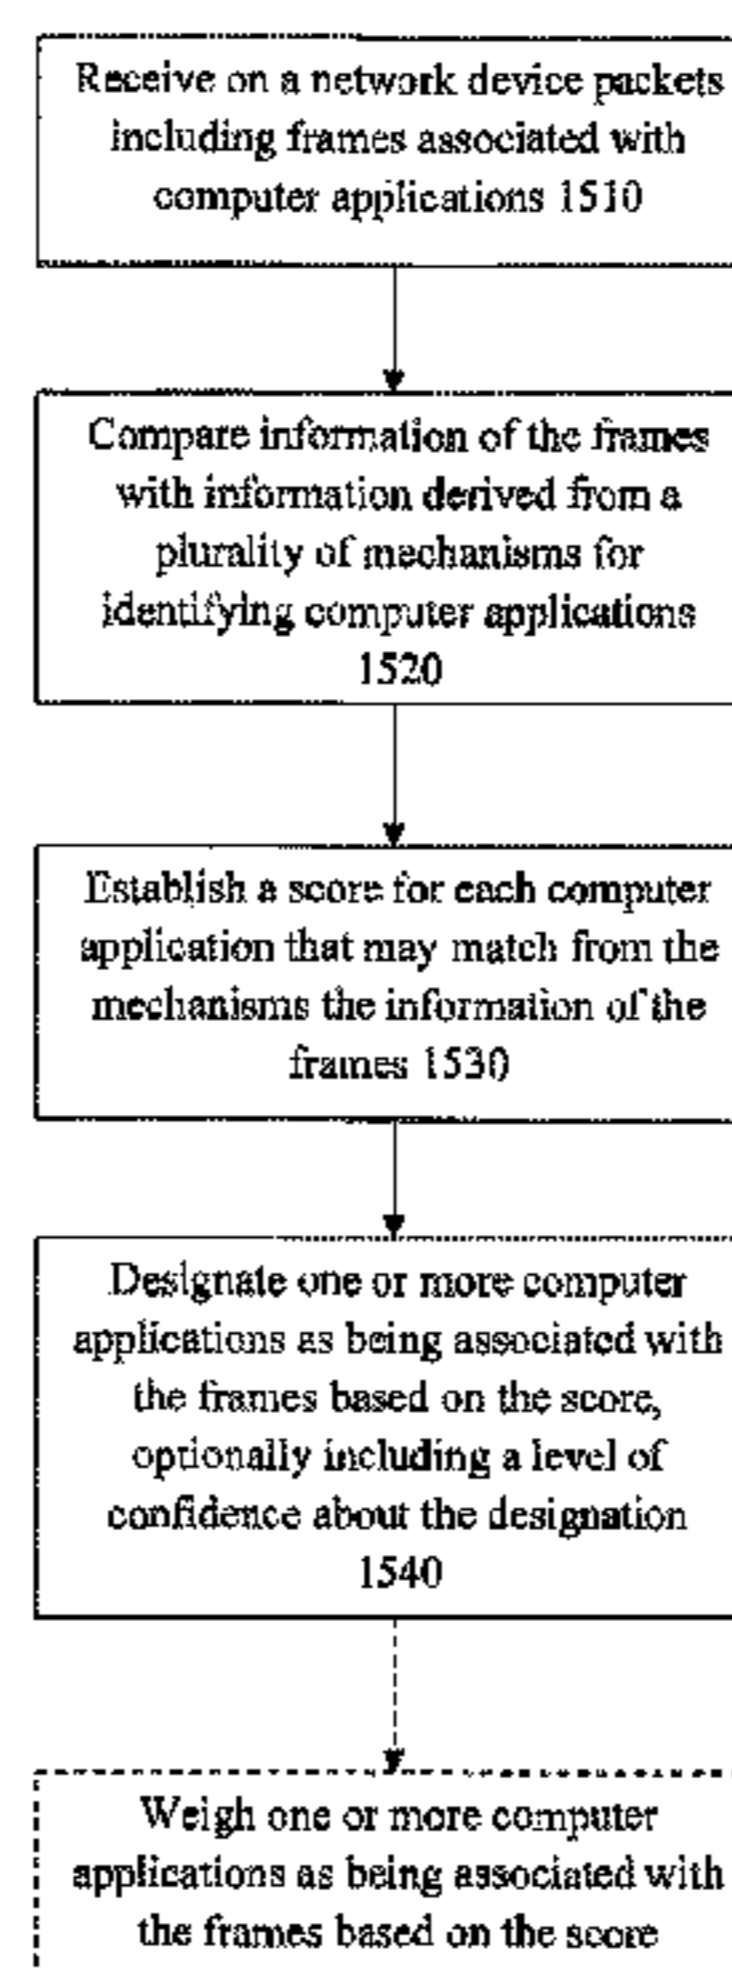 Receive on a network device packets
including frames associated with
computer applications 1510
Compare information of the frames
with information derived from a
plurality of mechanisms for
identifying computer applications
1520
Establish a score for each computer
application that may match from the
mechanisms the information of the
frames 1530
Designate one or more computer
applications as being associated with
the frames based on the score,
optionally including a level of
confidence about the designation
1540
Weigh one or more computer
applications as being associated with
the frames based on the score